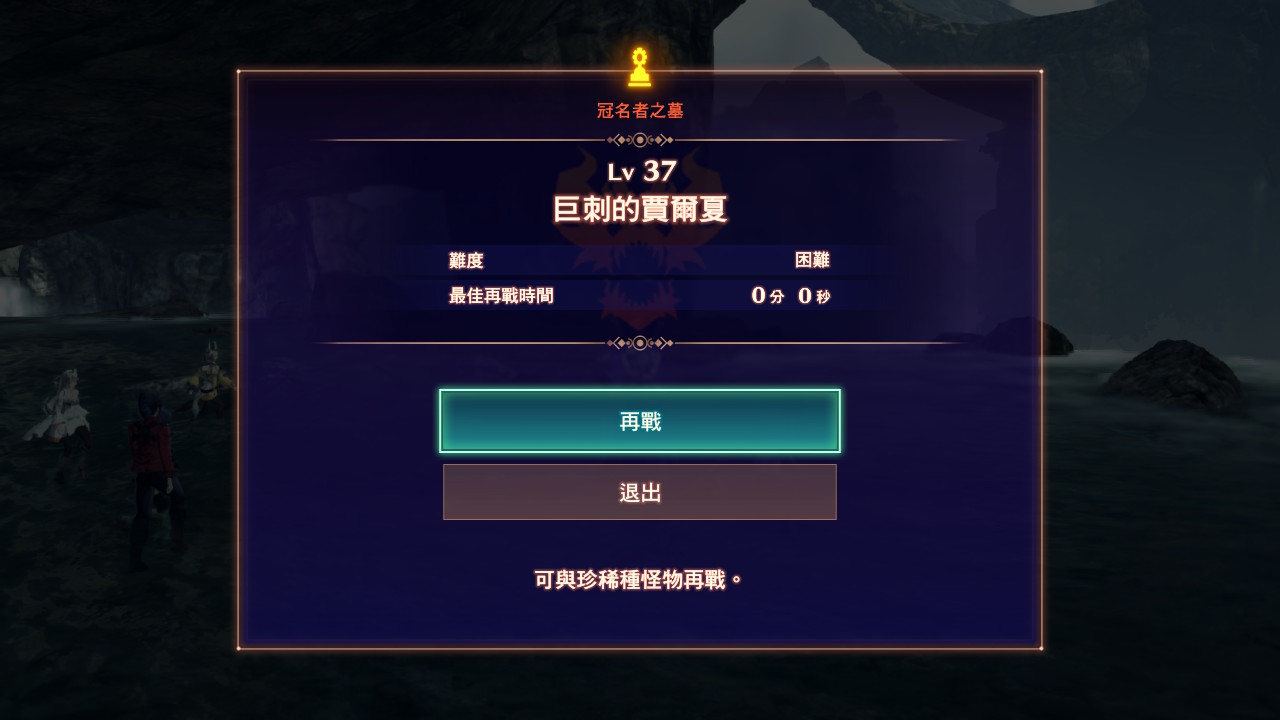 冠名者之墓
Lv 37
巨刺的賈爾夏
難度 困難
最佳再戰時間 0分 0秒
再戰
退出
可與珍稀種怪物再戰。